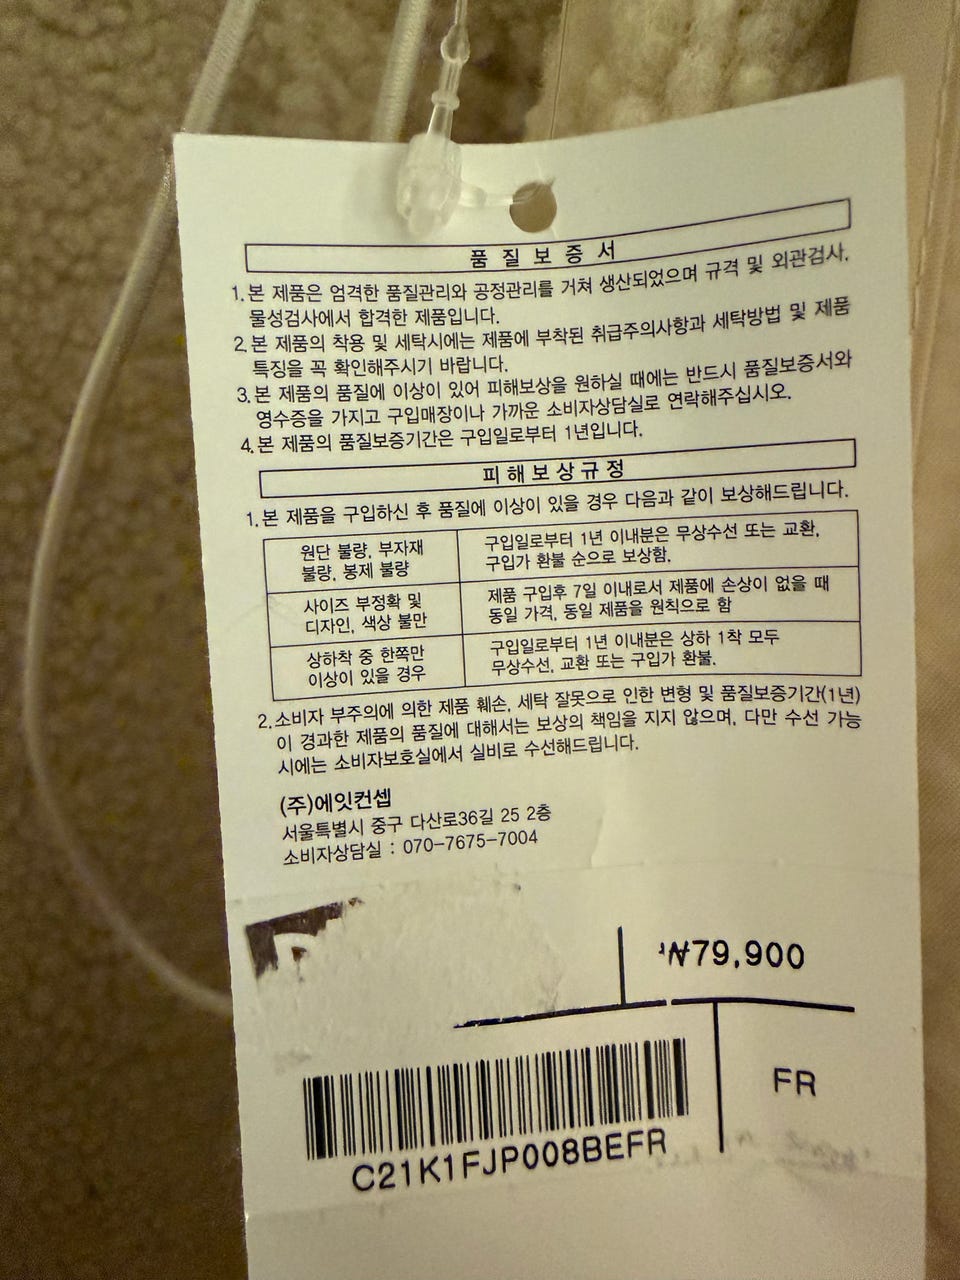 품질보증서
1. 본 제품은 엄격한 품질관리와 공정관리를 거쳐 생산되었으며 규격 및 외관검사,
물성검사에서 합격한 제품입니다.
2. 본 제품의 착용 및 세탁시에는 제품에 부착된 취급주의사항과 세탁방법 및 제품
특징을 꼭 확인해주시기 바랍니다.
3. 본 제품의 품질에 이상이 있어 피해보상을 원하실 때에는 반드시 품질보증서와
영수증을 가지고 구입매장이나 가까운 소비자상담실로 연락해주십시오.
4. 본 제품의 품질보증기간은 구입일로부터 1년입니다.
피해보상규정
1. 본 제품을 구입하신 후 품질에 이상이 있을 경우 다음과 같이 보상해드립니다.
원단 불량, 부자재
불량, 봉제 불량
구입일로부터 1년 이내분은 무상수선 또는 교환,
구입가 환불 순으로 보상함.
사이즈 부정확 및
디자인, 색상 불만
제품 구입후 7일 이내로서 제품에 손상이 없을 때
동일 가격, 동일 제품을 원칙으로 함
상하착 중 한쪽만
이상이 있을 경우
구입일로부터 1년 이내분은 상하 1착 모두
무상수선, 교환 또는 구입가 환불.
2. 소비자 부주의에 의한 제품 훼손, 세탁 잘못으로 인한 변형 및 품질보증기간(1년)
이 경과한 제품의 품질에 대해서는 보상의 책임을 지지 않으며, 다만 수선 가능
시에는 소비자보호실에서 실비로 수선해드립니다.
(주)에잇컨셉
서울특별시 중구 다산로36길 25 2층
소비자상담실 : 070-7675-7004
₩79,900
FR
C21K1FJP008BEFR